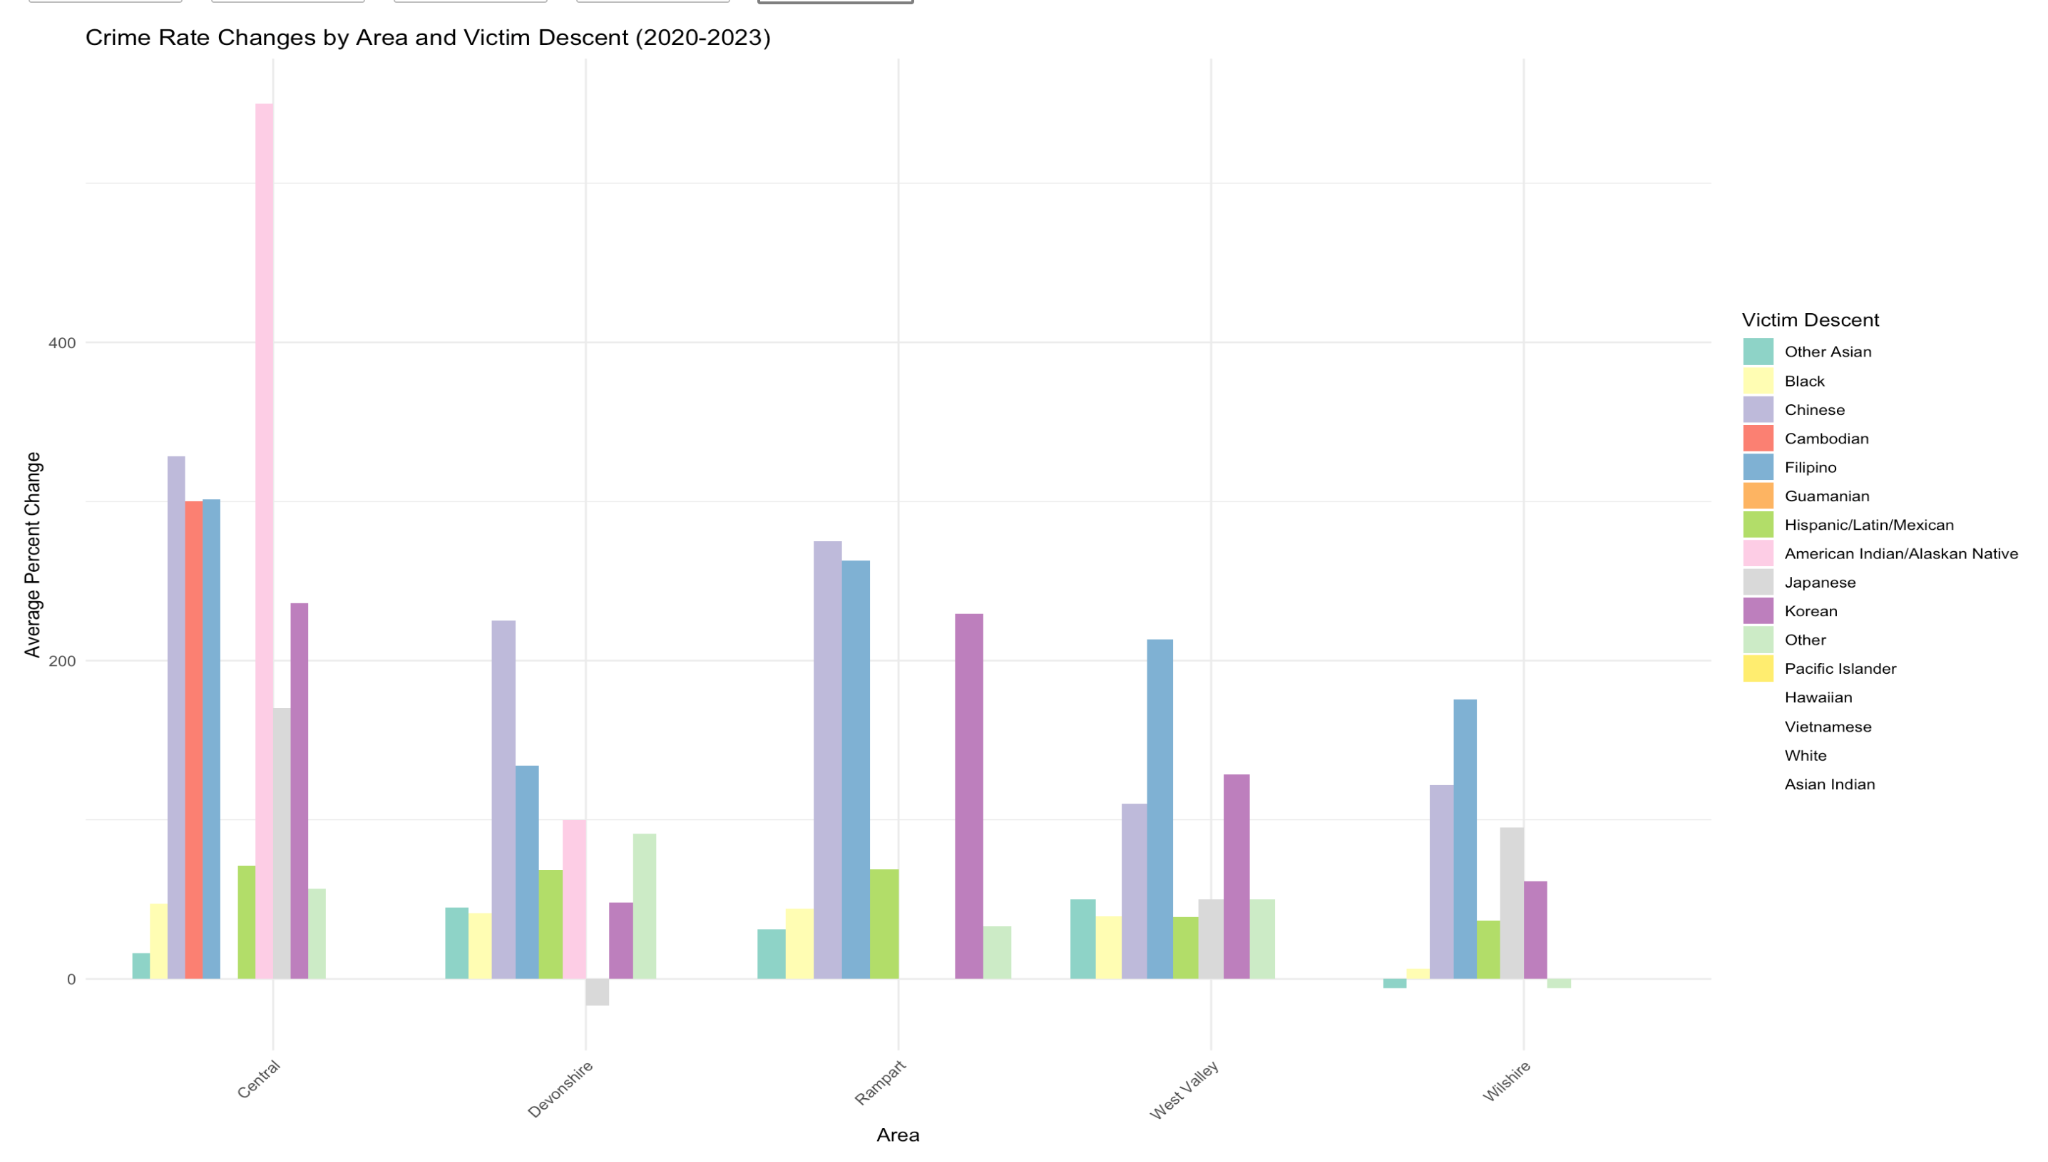 Crime Rate Changes by Area and Victim Descent (2020-2023)
Average Percent Change
400
200
0
Central
Devonshire
Rampart
West Valley
Wilshire
Area
Victim Descent
Other Asian
Black
Chinese
Cambodian
Filipino
Guamanian
Hispanic/Latin/Mexican
American Indian/Alaskan Native
Japanese
Korean
Other
Pacific Islander
Hawaiian
Vietnamese
White
Asian Indian